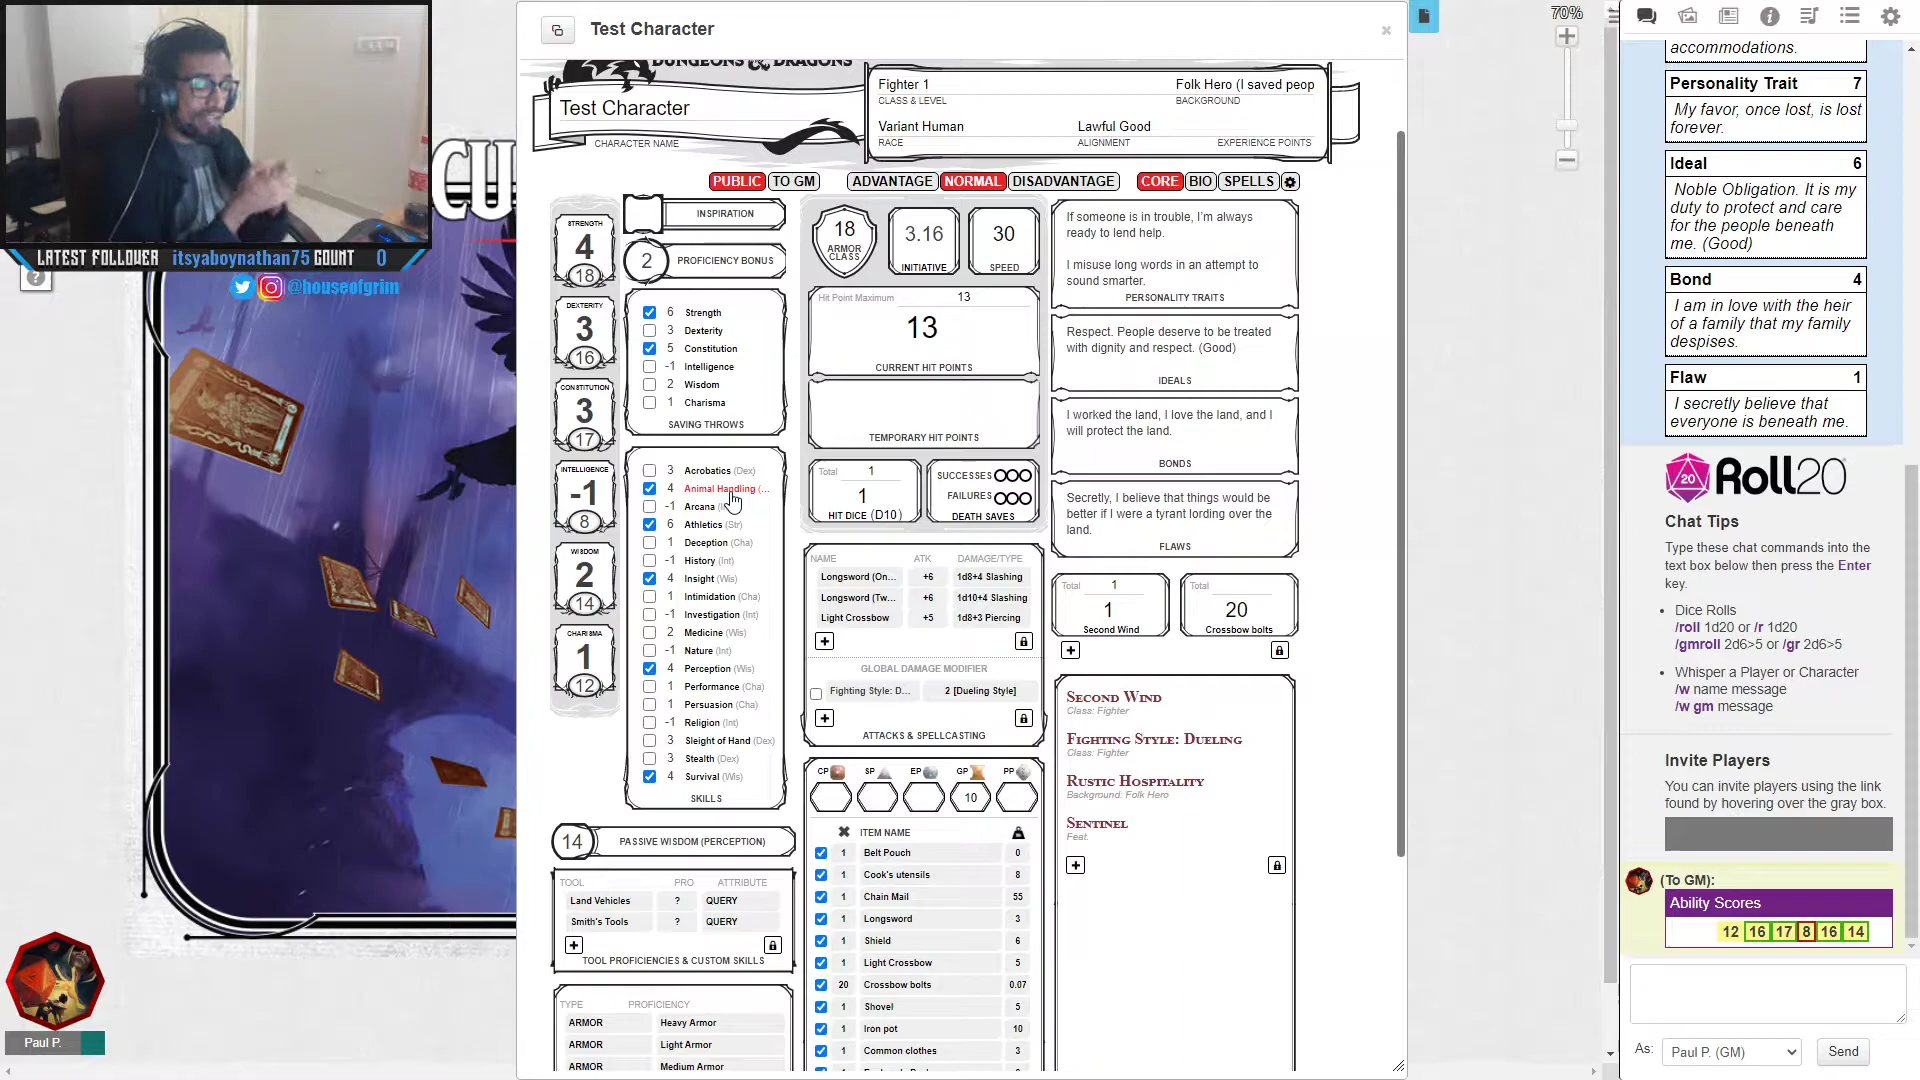 Test Character
70%
DUNGEONS & DRAGONS
Test Character
CHARACTER NAME
Fighter 1
CLASS & LEVEL
Folk Hero (I saved peop
BACKGROUND
Variant Human
RACE
Lawful Good
ALIGNMENT
EXPERIENCE POINTS
PUBLIC TO GM
ADVANTAGE NORMAL DISADVANTAGE
CORE BIO SPELLS
LATEST FOLLOWER itsyaboynathan75 COUNT 0
@houseofgrim
?
CU
STRENGTH
4
18
DEXTERITY
3
16
CONSTITUTION
3
17
INTELLIGENCE
-1
8
WISDOM
2
14
CHARISMA
1
12
INSPIRATION
2 PROFICIENCY BONUS
6 Strength
3 Dexterity
5 Constitution
-1 Intelligence
2 Wisdom
1 Charisma
SAVING THROWS
3 Acrobatics (Dex)
4 Animal Handling (...
-1 Arcana
6 Athletics (Str)
1 Deception (Cha)
-1 History (Int)
4 Insight (Wis)
1 Intimidation (Cha)
-1 Investigation (Int)
2 Medicine (Wis)
-1 Nature (Int)
4 Perception (Wis)
1 Performance (Cha)
1 Persuasion (Cha)
-1 Religion (Int)
3 Sleight of Hand (Dex)
3 Stealth (Dex)
4 Survival (Wis)
SKILLS
14 PASSIVE WISDOM (PERCEPTION)
TOOL PRO ATTRIBUTE
Land Vehicles ? QUERY
Smith's Tools ? QUERY
TOOL PROFICIENCIES & CUSTOM SKILLS
TYPE PROFICIENCY
ARMOR Heavy Armor
ARMOR Light Armor
ARMOR Medium Armor
18
ARMOR
CLASS
3.16
INITIATIVE
30
SPEED
Hit Point Maximum 13
13
CURRENT HIT POINTS
TEMPORARY HIT POINTS
Total 1
1
HIT DICE (D10)
SUCCESSES
FAILURES
DEATH SAVES
NAME ATK DAMAGE/TYPE
Longsword (On... +6 1d8+4 Slashing
Longsword (Tw... +6 1d10+4 Slashing
Light Crossbow +5 1d8+3 Piercing
GLOBAL DAMAGE MODIFIER
Fighting Style: D... 2 [Dueling Style]
ATTACKS & SPELLCASTING
CP SP EP GP PP
10
ITEM NAME
1 Belt Pouch 0
1 Cook's utensils 8
1 Chain Mail 55
1 Longsword 3
1 Shield 6
1 Light Crossbow 5
20 Crossbow bolts 0.07
1 Shovel 5
1 Iron pot 10
1 Common clothes 3
If someone is in trouble, I'm always
ready to lend help.
I misuse long words in an attempt to
sound smarter.
PERSONALITY TRAITS
Respect. People deserve to be treated
with dignity and respect. (Good)
IDEALS
I worked the land, I love the land, and I
will protect the land.
BONDS
Secretly, I believe that things would be
better if I were a tyrant lording over the
land.
FLAWS
Total 1
1
Second Wind
Total
20
Crossbow bolts
SECOND WIND
Class: Fighter
FIGHTING STYLE: DUELING
Class: Fighter
RUSTIC HOSPITALITY
Background: Folk Hero
SENTINEL
Feat:
accommodations.
Personality Trait 7
My favor, once lost, is lost
forever.
Ideal 6
Noble Obligation. It is my
duty to protect and care
for the people beneath
me. (Good)
Bond 4
I am in love with the heir
of a family that my family
despises.
Flaw 1
I secretly believe that
everyone is beneath me.
20 Roll20
Chat Tips
Type these chat commands into the
text box below then press the Enter
key.
Dice Rolls
/roll 1d20 or /r 1d20
/gmroll 2d6>5 or /gr 2d6>5
Whisper a Player or Character
/w name message
/w gm message
Invite Players
You can invite players using the link
found by hovering over the gray box.
(To GM):
Ability Scores
12 16 17 8 16 14
As: Paul P. (GM) Send
Paul P.